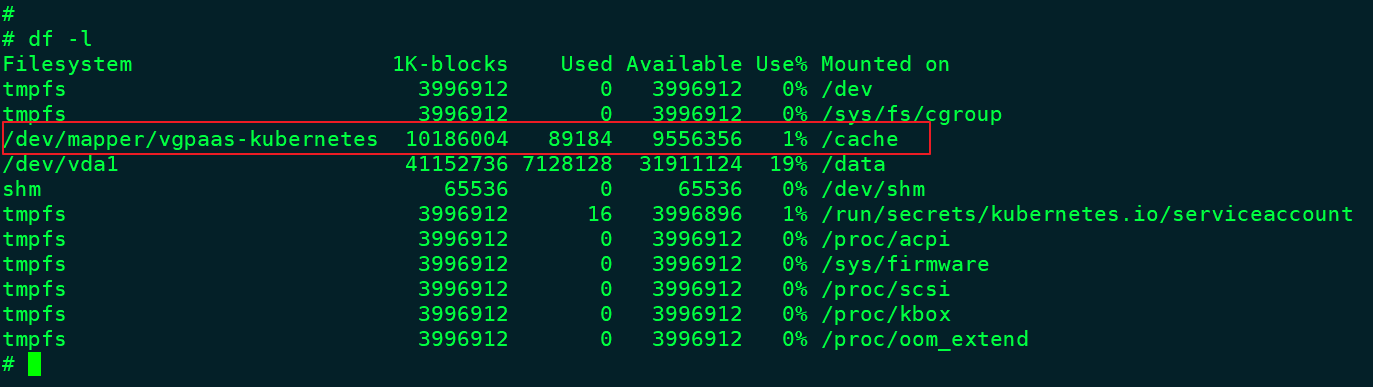 #
# df -l
Filesystem                    1K-blocks    Used Available Use% Mounted on
tmpfs                           3996912       0   3996912   0% /dev
tmpfs                           3996912       0   3996912   0% /sys/fs/cgroup
/dev/mapper/vgpaas-kubernetes  10186004   89184   9556356   1% /cache
/dev/vda1                      41152736 7128128  31911124  19% /data
shm                               65536       0     65536   0% /dev/shm
tmpfs                           3996912      16   3996896   1% /run/secrets/kubernetes.io/serviceaccount
tmpfs                           3996912       0   3996912   0% /proc/acpi
tmpfs                           3996912       0   3996912   0% /sys/firmware
tmpfs                           3996912       0   3996912   0% /proc/scsi
tmpfs                           3996912       0   3996912   0% /proc/kbox
tmpfs                           3996912       0   3996912   0% /proc/oom_extend
#